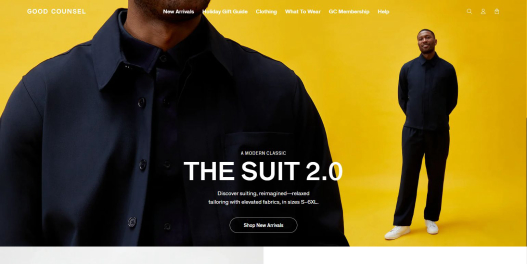 GOOD COUNSEL
New Arrivals
Holiday Gift Guide
Clothing
What To Wear
GC Membership
Help
A MODERN CLASSIC
THE SUIT 2.0
Discover suiting, reimagined—relaxed
tailoring with elevated fabrics, in sizes S–6XL.
Shop New Arrivals